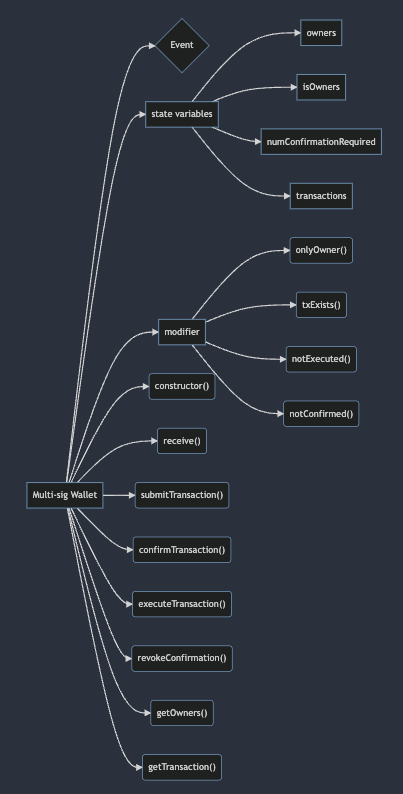 Event
owners
state variables
isOwners
numConfirmationRequired
transactions
onlyOwner()
txExists()
modifier
notExecuted()
constructor()
notConfirmed()
receive()
Multi-sig Wallet
submitTransaction()
confirmTransaction()
executeTransaction()
revokeConfirmation()
getOwners()
getTransaction()